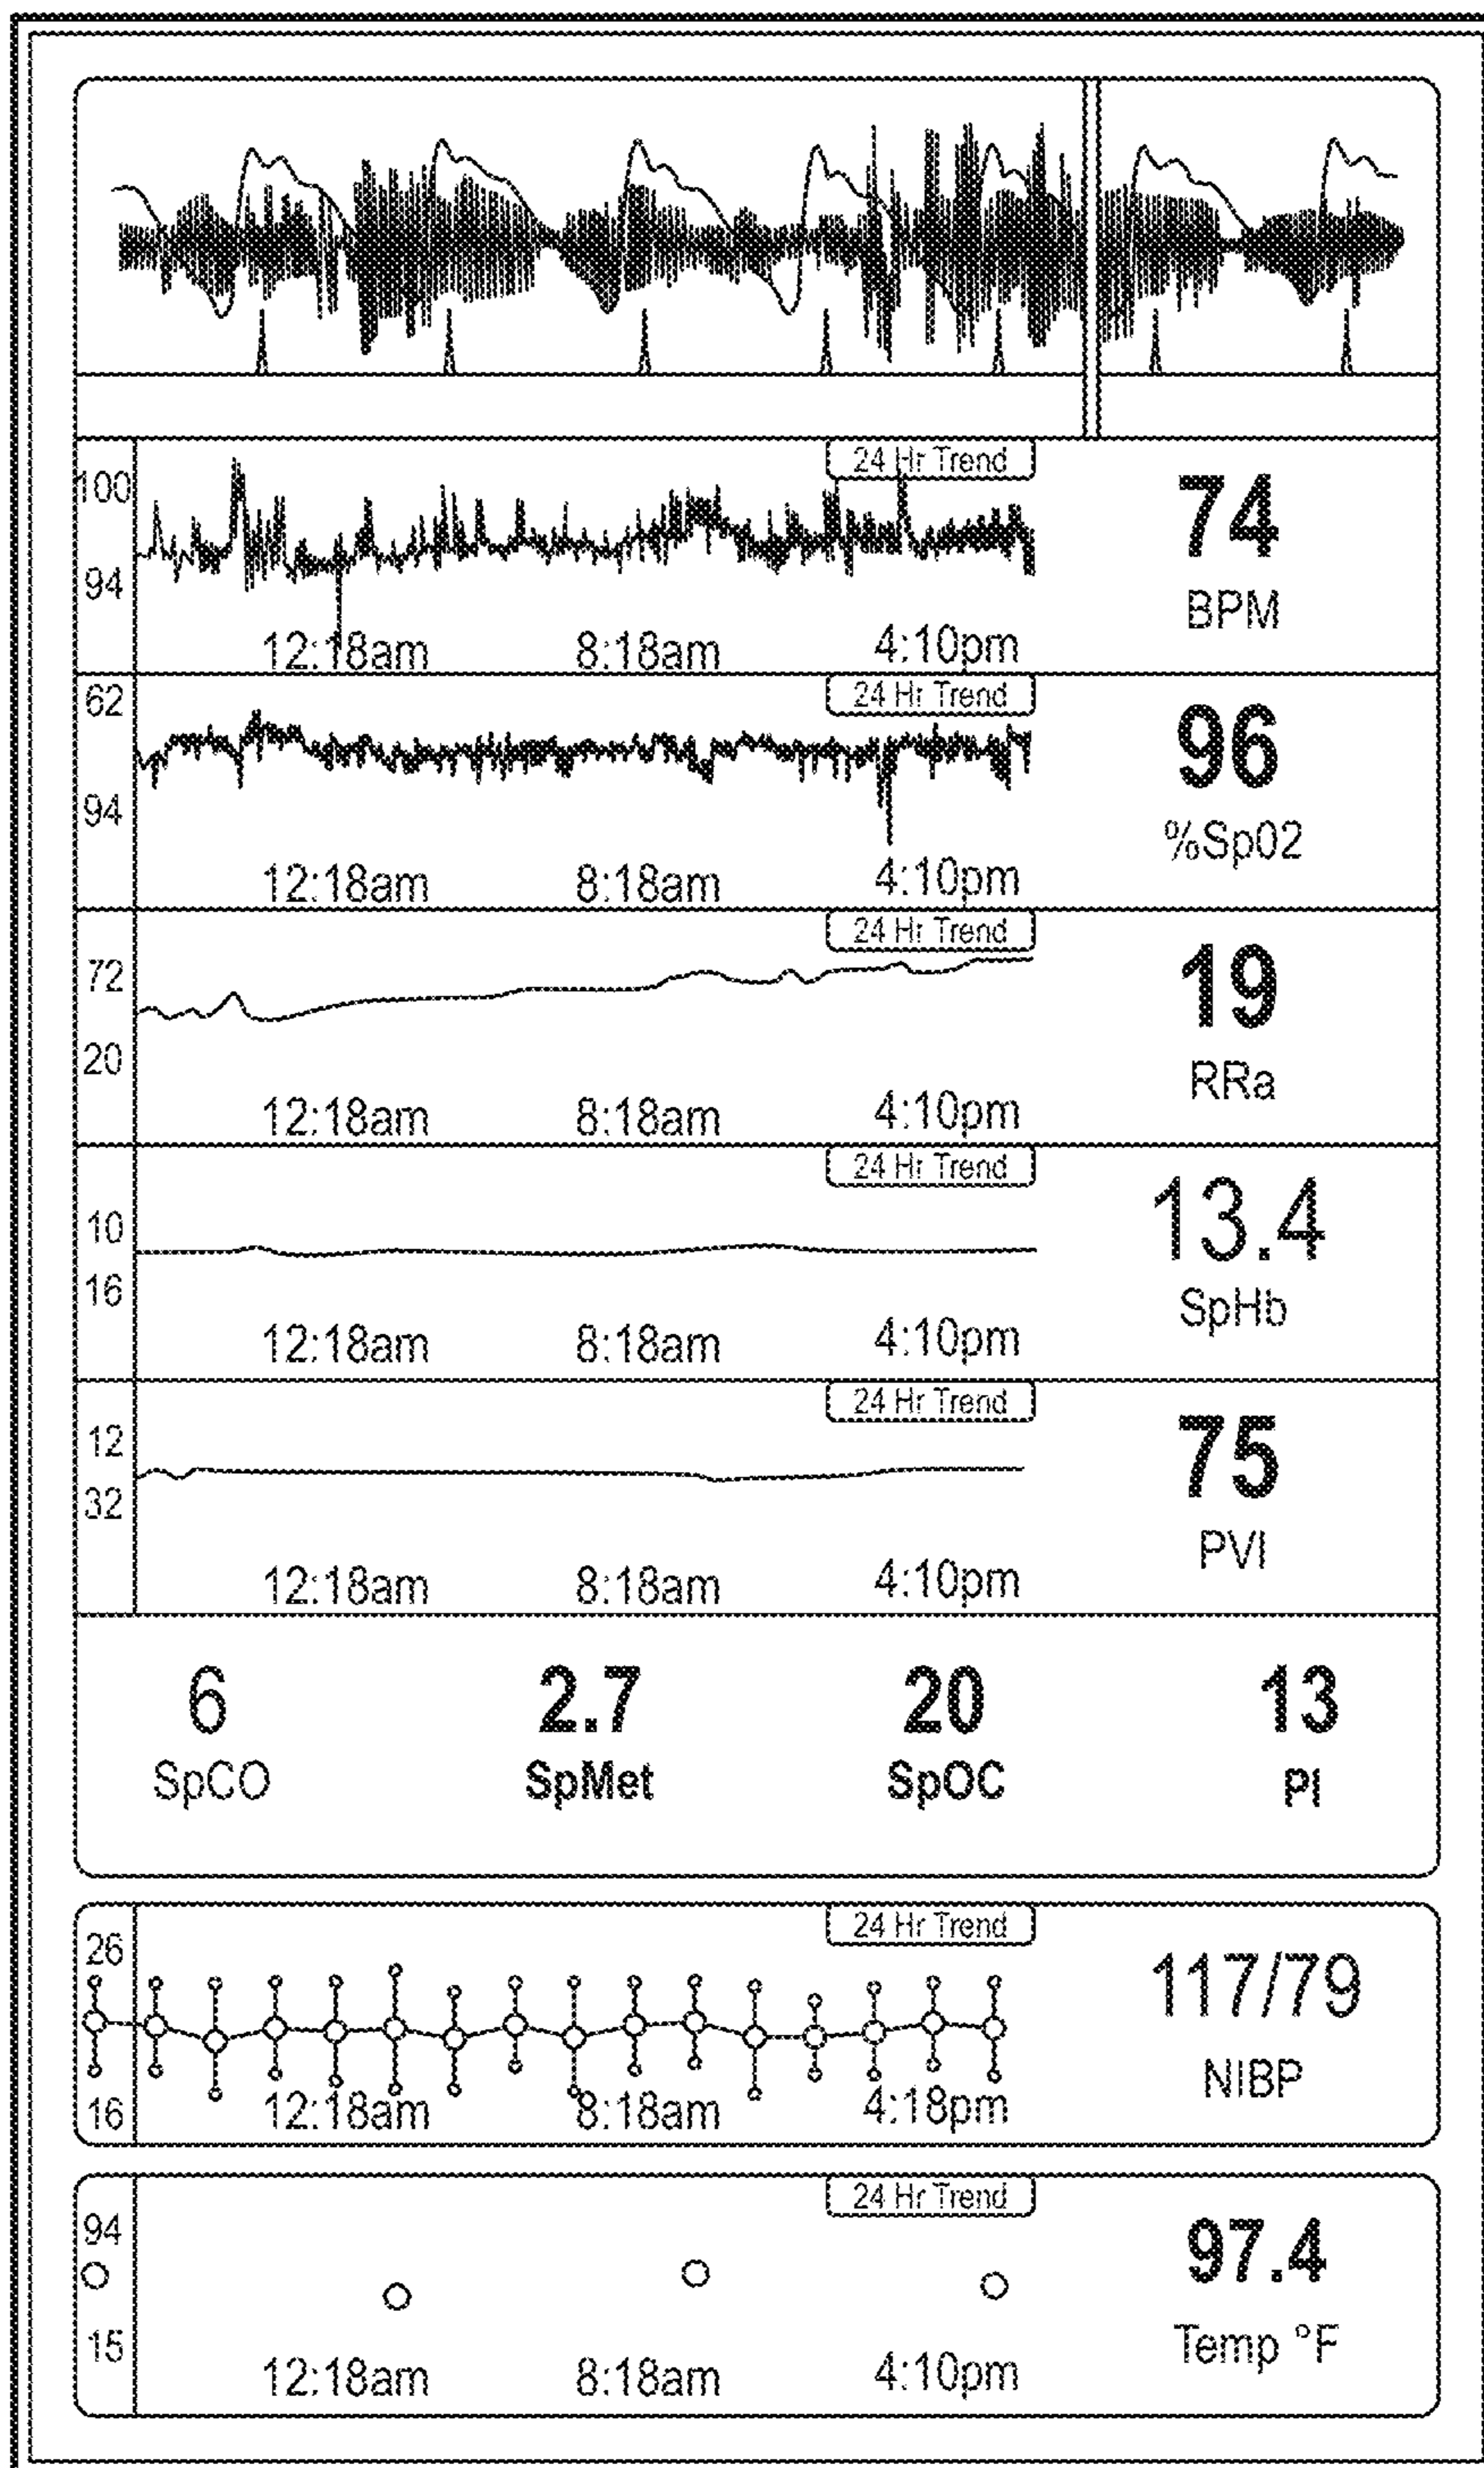 24 Hr Trend
100
94
12:18am 8:18am 4:10pm
74
BPM
24 Hr Trend
62
94
12:18am 8:18am 4:10pm
96
%Sp02
24 Hr Trend
72
20
12:18am 8:18am 4:10pm
19
RRa
24 Hr Trend
10
16
12:18am 8:18am 4:10pm
13.4
SpHb
24 Hr Trend
12
32
12:18am 8:18am 4:10pm
75
PVI
6 2.7 20 13
SpCO SpMet SpOC PI
24 Hr Trend
26
16
12:18am 8:18am 4:18pm
117/79
NIBP
24 Hr Trend
94
15
12:18am 8:18am 4:10pm
97.4
Temp °F